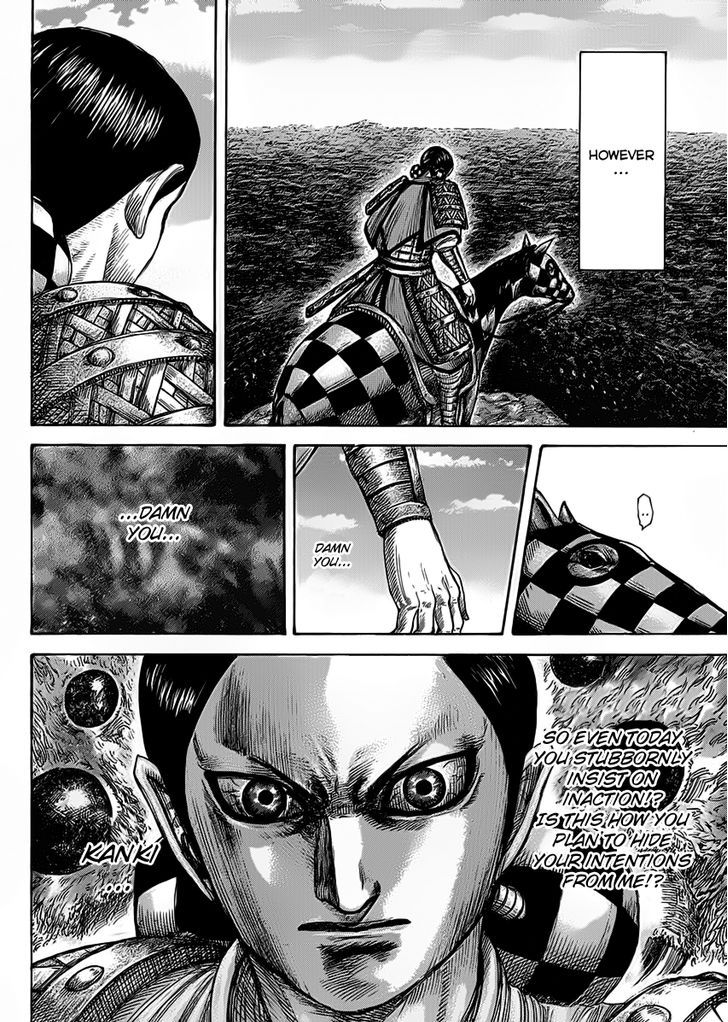 HOWEVER
...
..
DAMN
YOU...
...DAMN
YOU...
SO EVEN TODAY,
YOU STUBBORNLY
INSIST ON
INACTION!?
IS THIS HOW YOU
PLAN TO HIDE
YOUR INTENTIONS
FROM ME!?
KANKI
...